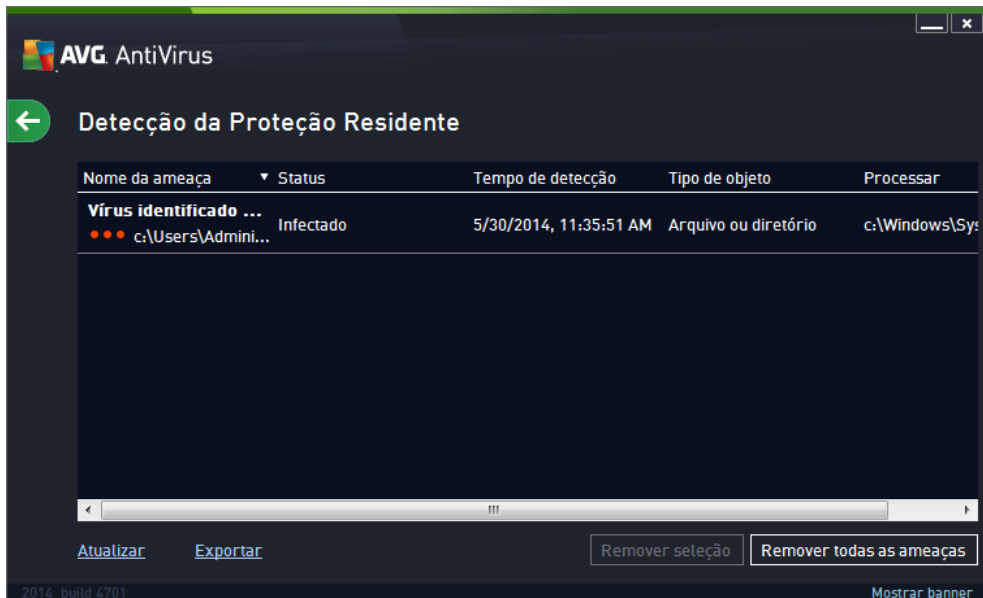 AVG. AntiVirus
Detecção da Proteção Residente
Nome da ameaça Status Tempo de detecção Tipo de objeto Processar
Vírus identificado ...
c:\Users\Admini... Infectado 5/30/2014, 11:35:51 AM Arquivo ou diretório c:\Windows\Sys
Atualizar Exportar Remover seleção Remover todas as ameaças
2014 build 4701 Mostrar banner